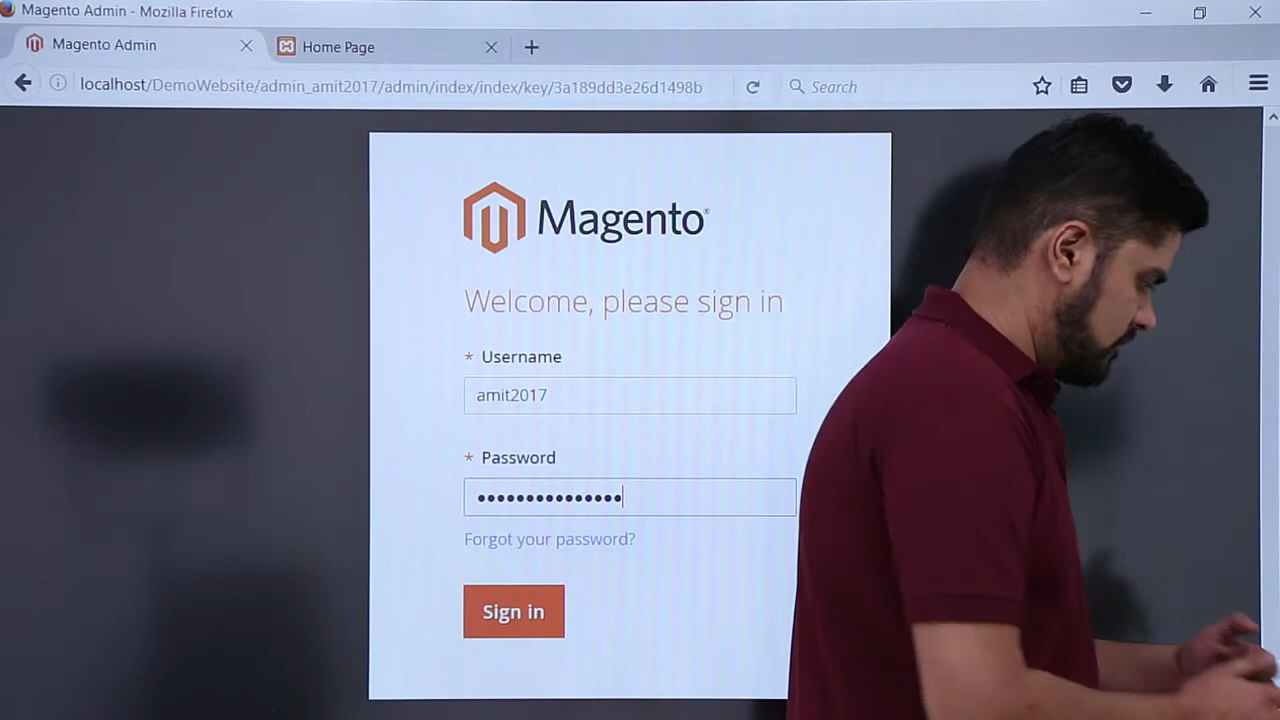 Magento Admin - Mozilla Firefox
Magento Admin
Home Page
localhost/DemoWebsite/admin_amit2017/admin/index/index/key/3a189dd3e26d1498b
Search
Magento®
Welcome, please sign in
* Username
amit2017
* Password
•••••••••••••••
Forgot your password?
Sign in